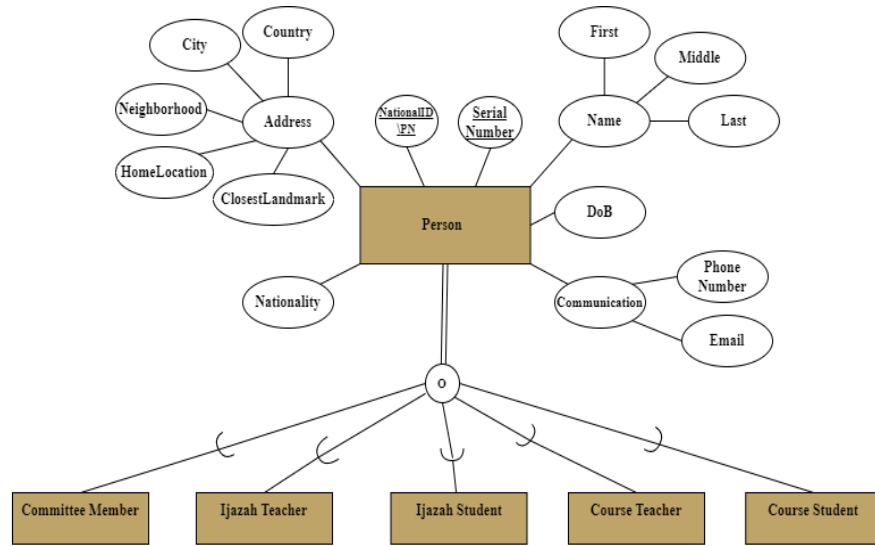 Country
First
City
Middle
Neighborhood
Address
NationalID
\PN
Serial
Number
Name
Last
HomeLocation
ClosestLandmark
Person
DoB
Nationality
Communication
Phone
Number
Email
O
Committee Member
Ijazah Teacher
Ijazah Student
Course Teacher
Course Student